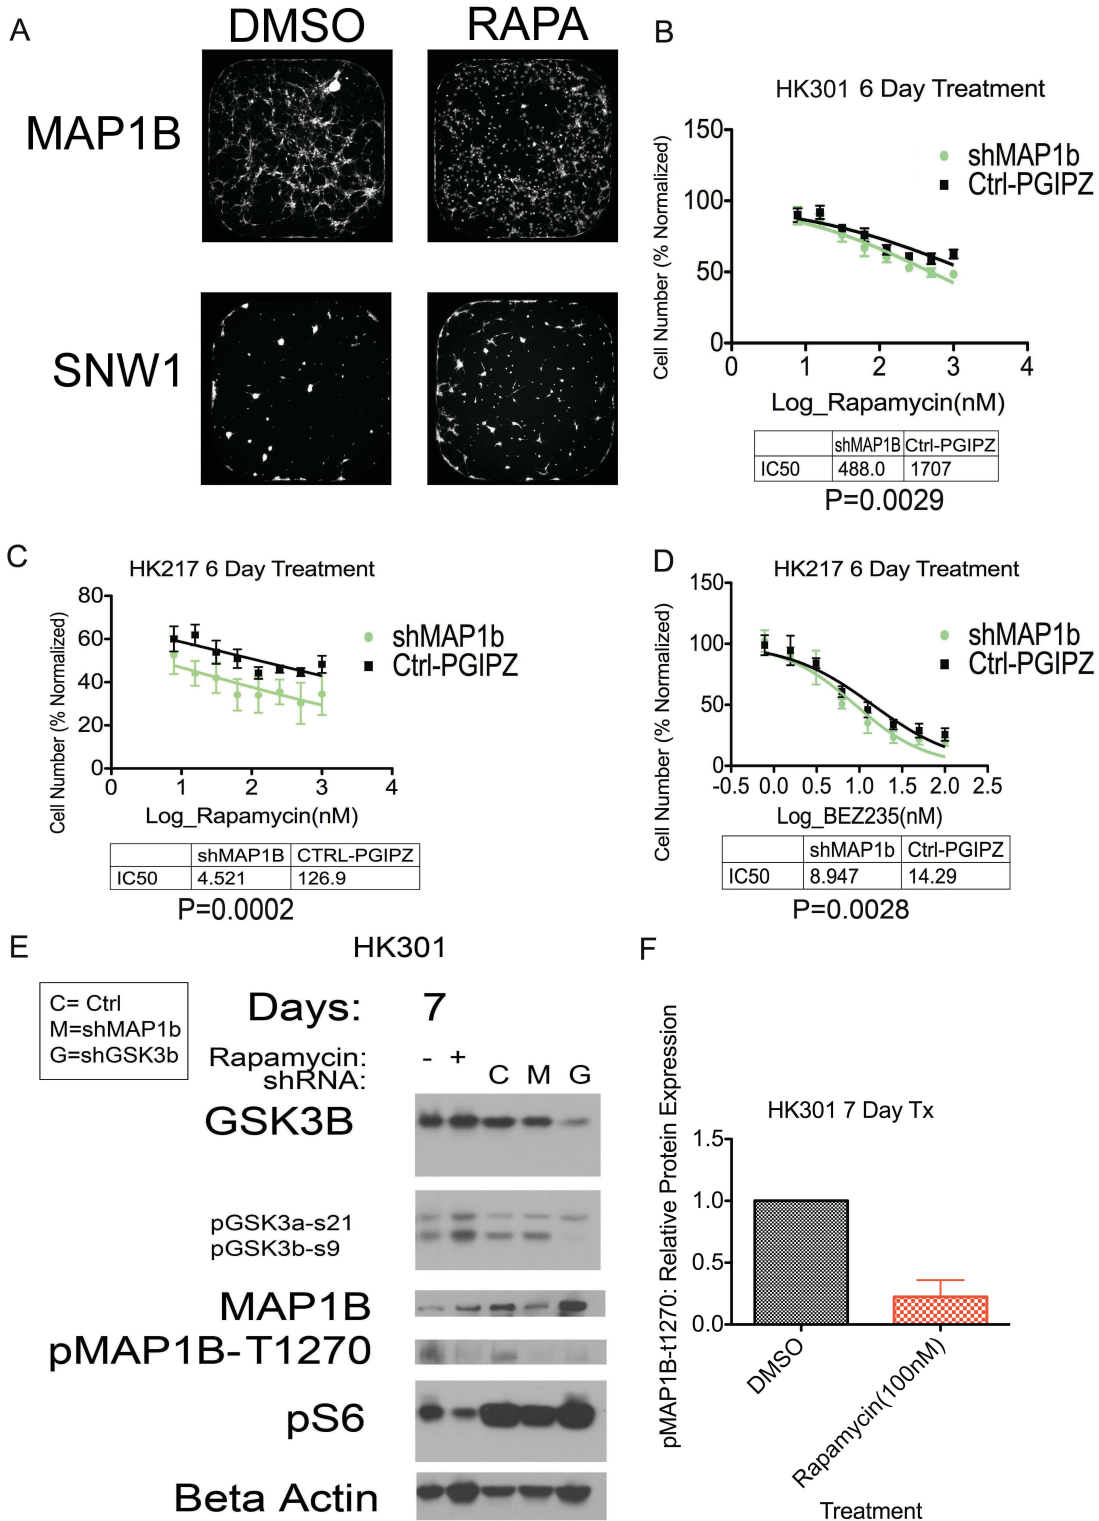 A
DMSO
RAPA
MAP1B
SNW1
B
HK301 6 Day Treatment
Cell Number (% Normalized)
150
100
50
0
0
1
2
3
4
shMAP1b
Ctrl-PGIPZ
Log_Rapamycin(nM)
shMAP1B Ctrl-PGIPZ
IC50 488.0 1707
P=0.0029
C
HK217 6 Day Treatment
Cell Number (% Normalized)
80
60
40
20
0
0
1
2
3
4
shMAP1b
Ctrl-PGIPZ
Log_Rapamycin(nM)
shMAP1B CTRL-PGIPZ
IC50 4.521 126.9
P=0.0002
D
HK217 6 Day Treatment
Cell Number (% Normalized)
150
100
50
0
-0.5 0.0 0.5 1.0 1.5 2.0 2.5
shMAP1b
Ctrl-PGIPZ
Log_BEZ235(nM)
shMAP1b Ctrl-PGIPZ
IC50 8.947 14.29
P=0.0028
E
HK301
C= Ctrl
M=shMAP1b
G=shGSK3b
Days: 7
Rapamycin: - +
shRNA: C M G
GSK3B
pGSK3a-s21
pGSK3b-s9
MAP1B
pMAP1B-T1270
pS6
Beta Actin
F
HK301 7 Day Tx
pMAP1B-t1270: Relative Protein Expression
1.5
1.0
0.5
0.0
DMSO
Rapamycin(100nM)
Treatment